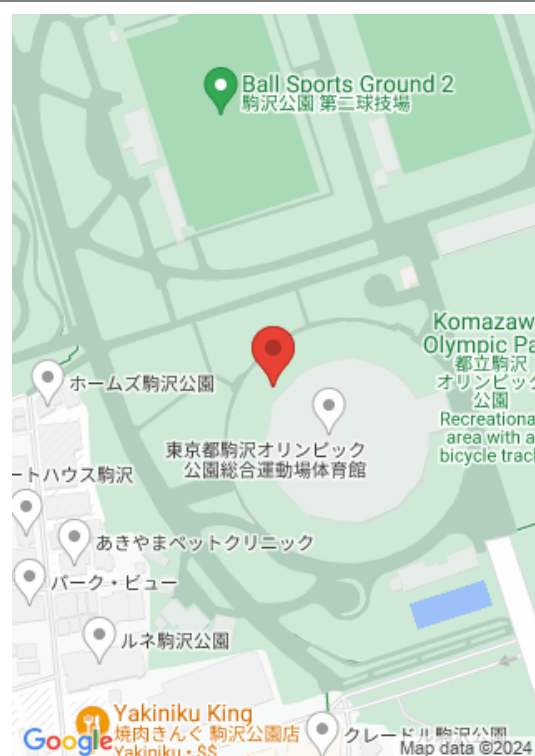 Ball Sports Ground 2
駒沢公園 第二球技場
Komazaw
Olympic Pa
都立駒沢
オリンピック
公園
Recreationa
area with a
bicycle track
ホームズ駒沢公園
東京都駒沢オリンピック
公園総合運動場体育館
ートハウス駒沢
あきやまペットクリニック
パーク・ビュー
ルネ駒沢公園
Yakiniku King
焼肉きんぐ 駒沢公園店
Yakiniku・$$
クレードル駒沢公園
Google
Map data ©2024